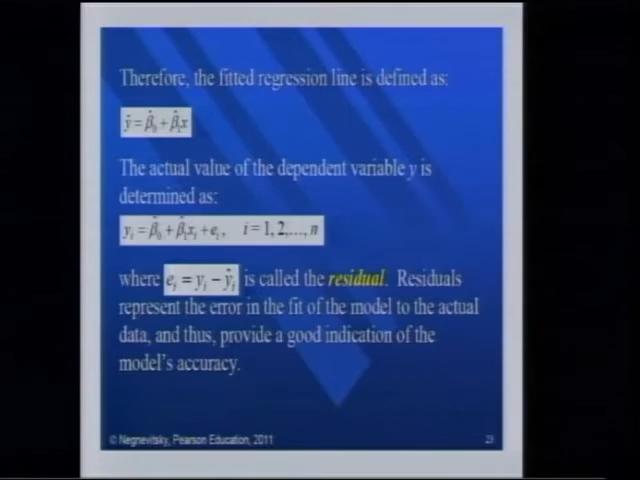 Therefore, the fitted regression line is defined as:
ŷ = β̂₀ + β̂₁x
The actual value of the dependent variable y is
determined as:
yᵢ = β̂₀ + β̂₁xᵢ + eᵢ, i = 1, 2,..., n
where eᵢ = yᵢ − ŷᵢ is called the residual. Residuals
represent the error in the fit of the model to the actual
data, and thus, provide a good indication of the
model's accuracy.
© Negnevitsky, Pearson Education, 2011
23